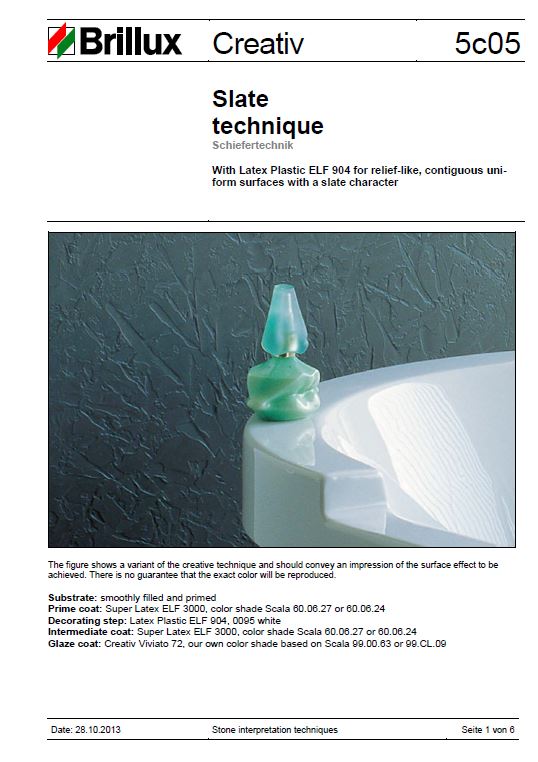 Brillux Creativ 5c05
Slate
technique
Schiefertechnik
With Latex Plastic ELF 904 for relief-like, contiguous uni-
form surfaces with a slate character
The figure shows a variant of the creative technique and should convey an impression of the surface effect to be
achieved. There is no guarantee that the exact color will be reproduced.
Substrate: smoothly filled and primed
Prime coat: Super Latex ELF 3000, color shade Scala 60.06.27 or 60.06.24
Decorating step: Latex Plastic ELF 904, 0095 white
Intermediate coat: Super Latex ELF 3000, color shade Scala 60.06.27 or 60.06.24
Glaze coat: Creativ Viviato 72, our own color shade based on Scala 99.00.63 or 99.CL.09
Date: 28.10.2013 Stone interpretation techniques Seite 1 von 6